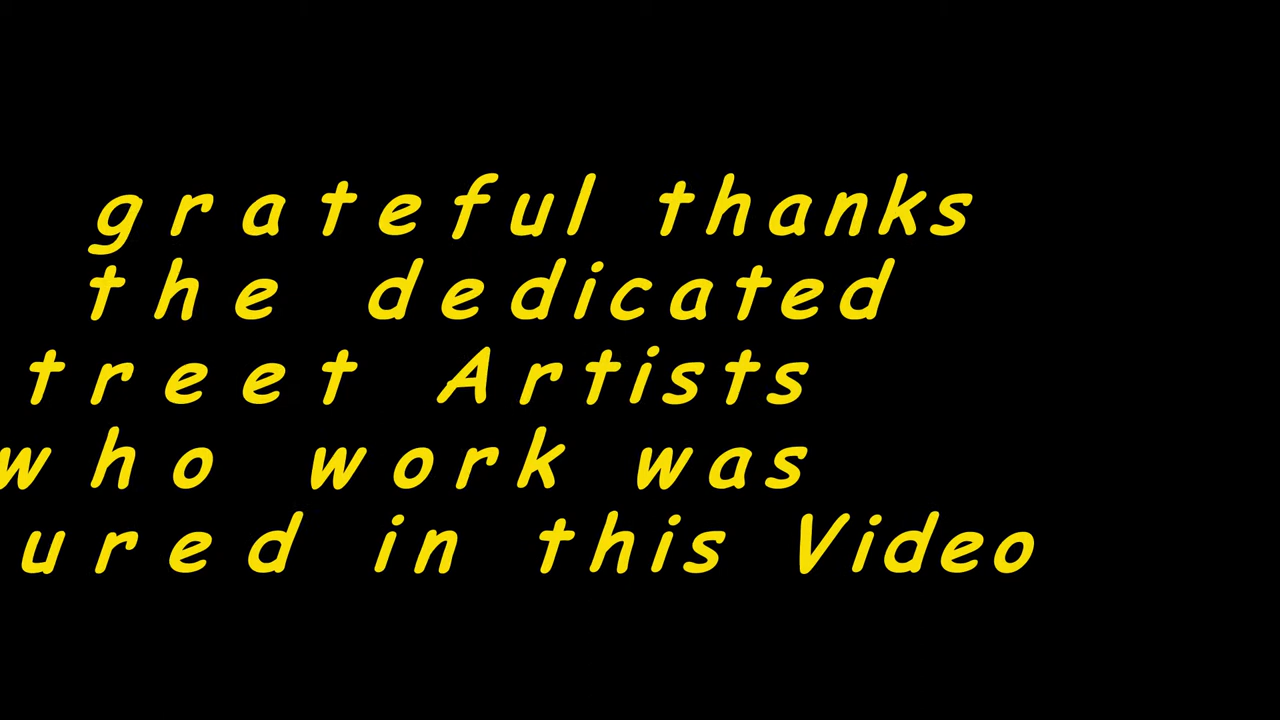 grateful thanks
the dedicated
treet Artists
who work was
ured in this Video